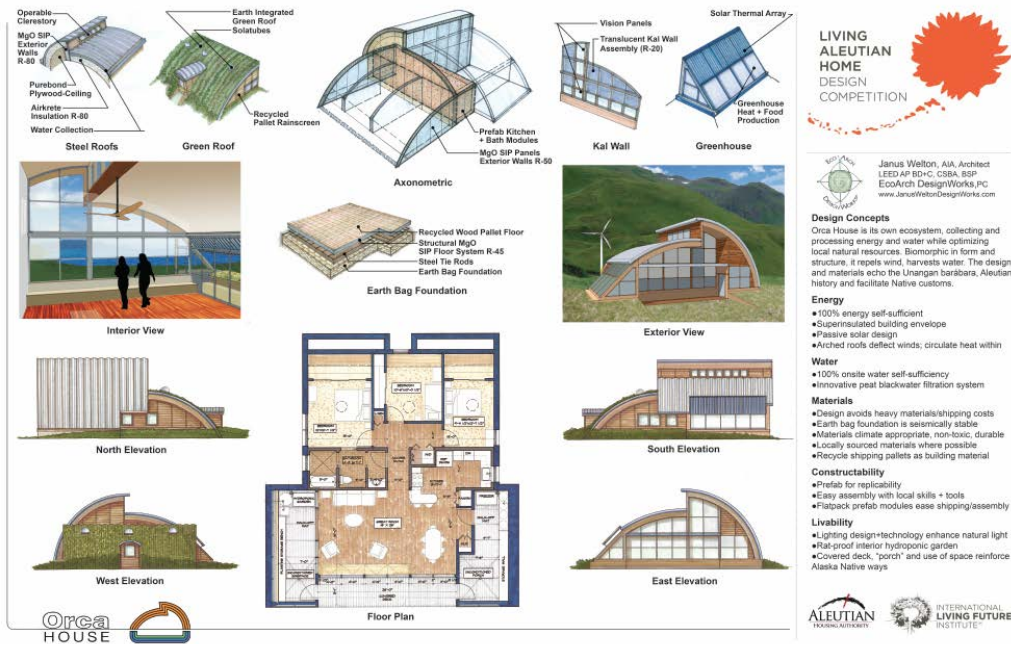 Operable
Clerestory
MgO SIP
Exterior
Walls
R-80
Purebond
Plywood-Ceiling
Airkrete
Insulation R-80
Water Collection
Steel Roofs
Earth Integrated
Green Roof
Solatubes
Recycled
Pallet Rainscreen
Green Roof
Prefab Kitchen
+ Bath Modules
MgO SIP Panels
Exterior Walls R-50
Axonometric
Vision Panels
Translucent Kal Wall
Assembly (R-20)
Kal Wall
Solar Thermal Array
Greenhouse
Heat + Food
Production
Greenhouse
Interior View
Recycled Wood Pallet Floor
Structural MgO
SIP Floor System R-45
Steel Tie Rods
Earth Bag Foundation
Earth Bag Foundation
Exterior View
North Elevation
BEDROOM
BEDROOM
BEDROOM
KITCHEN
GREAT ROOM
Floor Plan
South Elevation
West Elevation
East Elevation
Orca
HOUSE
LIVING
ALEUTIAN
HOME
DESIGN
COMPETITION
ECO ARCH
DESIGNWORKS
Janus Welton, AIA, Architect
LEED AP BD+C, CSBA, BSP
EcoArch DesignWorks,PC
www.JanusWeltonDesignWorks.com
Design Concepts
Orca House is its own ecosystem, collecting and
processing energy and water while optimizing
local natural resources. Biomorphic in form and
structure, it repels wind, harvests water. The design
and materials echo the Unangan barábara, Aleutian
history and facilitate Native customs.
Energy
●100% energy self-sufficient
●Superinsulated building envelope
●Passive solar design
●Arched roofs deflect winds; circulate heat within
Water
●100% onsite water self-sufficiency
●Innovative peat blackwater filtration system
Materials
●Design avoids heavy materials/shipping costs
●Earth bag foundation is seismically stable
●Materials climate appropriate, non-toxic, durable
●Locally sourced materials where possible
●Recycle shipping pallets as building material
Constructability
●Prefab for replicability
●Easy assembly with local skills + tools
●Flatpack prefab modules ease shipping/assembly
Livability
●Lighting design+technology enhance natural light
●Rat-proof interior hydroponic garden
●Covered deck, "porch" and use of space reinforce
Alaska Native ways
ALEUTIAN
HOUSING AUTHORITY
INTERNATIONAL
LIVING FUTURE
INSTITUTE